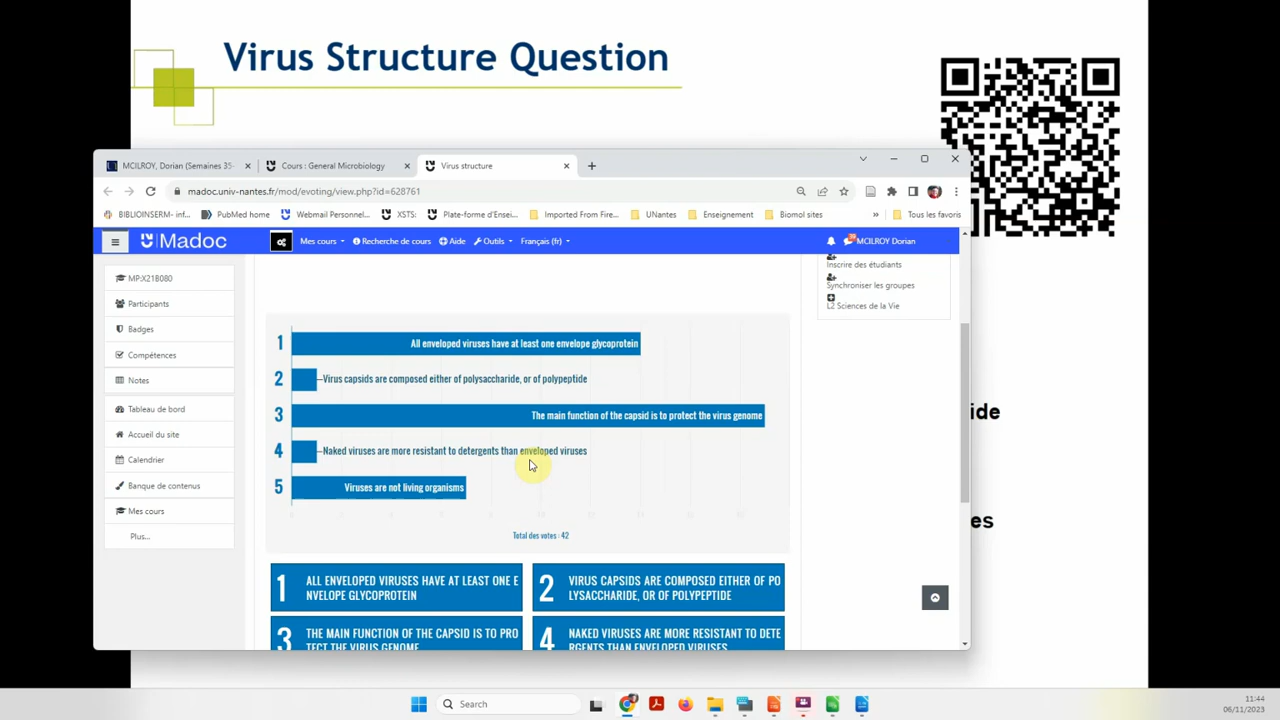 Virus Structure Question
MCILROY, Dorian (Semaines 35-
Cours : General Microbiology
Virus structure
madoc.univ-nantes.fr/mod/evoting/view.php?id=628761
BIBLIOINSERM- inf...
PubMed home
Webmail Personnel...
XSTS:
Plate-forme d'Ensei...
Imported From Fire...
UNantes
Enseignement
Biomol sites
»
Tous les favoris
Madoc
Mes cours
Recherche de cours
Aide
Outils
Français (fr)
MCILROY Dorian
MP:X21B080
Participants
Badges
Compétences
Notes
Tableau de bord
Accueil du site
Calendrier
Banque de contenus
Mes cours
Plus...
Inscrire des étudiants
Synchroniser les groupes
L2 Sciences de la Vie
1 All enveloped viruses have at least one envelope glycoprotein
2 Virus capsids are composed either of polysaccharide, or of polypeptide
3 The main function of the capsid is to protect the virus genome
4 Naked viruses are more resistant to detergents than enveloped viruses
5 Viruses are not living organisms
Total des votes : 42
1 ALL ENVELOPED VIRUSES HAVE AT LEAST ONE E
NVELOPE GLYCOPROTEIN
2 VIRUS CAPSIDS ARE COMPOSED EITHER OF PO
LYSACCHARIDE, OR OF POLYPEPTIDE
3 THE MAIN FUNCTION OF THE CAPSID IS TO PRO
TECT THE VIRUS GENOME
4 NAKED VIRUSES ARE MORE RESISTANT TO DETE
RGENTS THAN ENVELOPED VIRUSES
ide
es
Search
11:44
06/11/2023